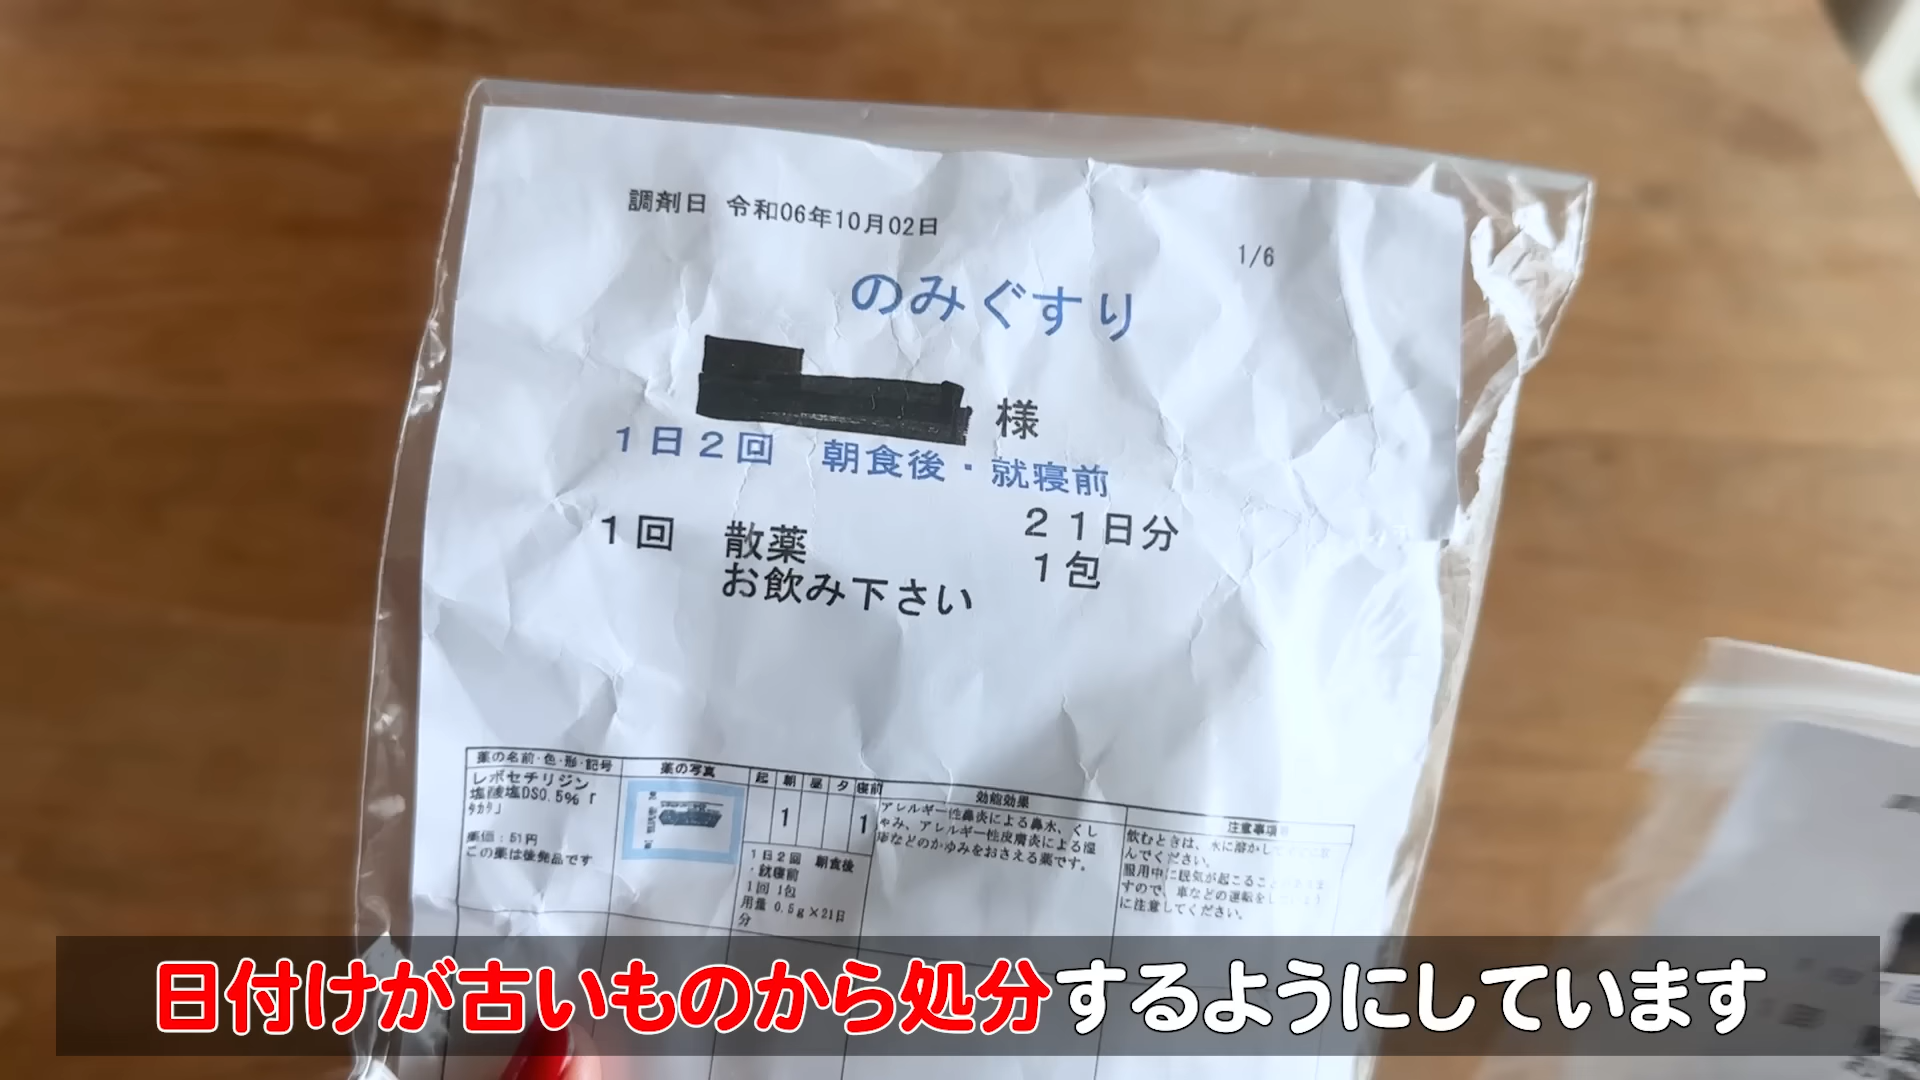 調剤日 令和06年10月02日
1/6
のみぐすり
様
1日2回 朝食後・就寝前
21日分
1回 散薬 1包
お飲み下さい
薬の名前・色・形・記号 薬の写真 起 朝 昼 夕 寝前 効能効果 注意事項
レボセチリジン
塩酸塩DS0.5%「
タカタ」
薬価:51円
この薬は後発品です
1 1
1日2回 朝食後
・就寝前
1回 1包
用量 0.5g×21日
分
アレルギー性鼻炎による鼻水、くし
ゃみ、アレルギー性皮膚炎による湿
疹などのかゆみをおさえる薬です。
飲むときは、水に溶かして
んでください。
服用中に眠気が起こること
すので、車などの運転を
に注意してください。
日付けが古いものから処分するようにしています